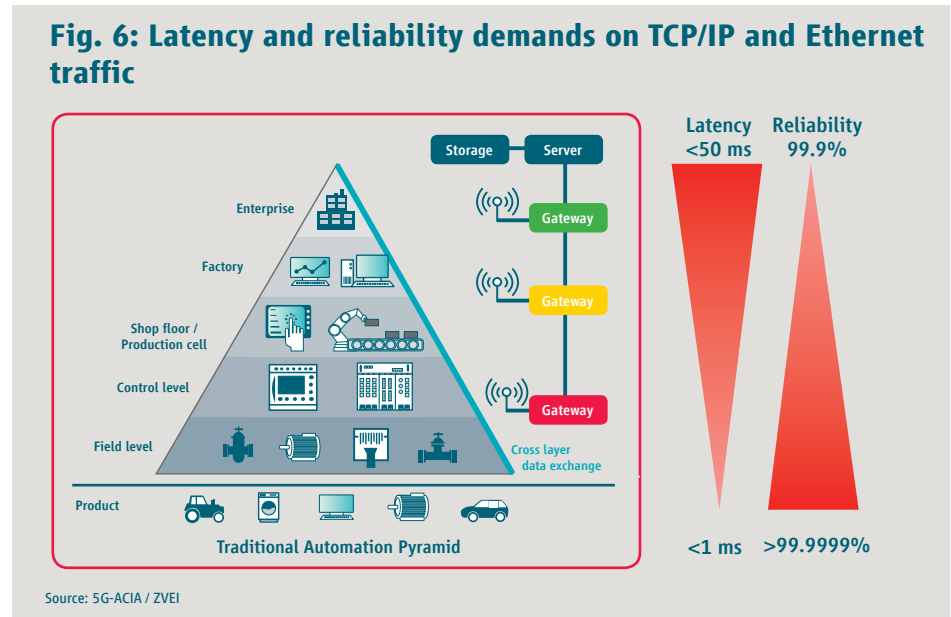 Fig. 6: Latency and reliability demands on TCP/IP and Ethernet
traffic
Latency
<50 ms
Reliability
99.9%
Storage
Server
Enterprise
Gateway
Factory
Gateway
Shop floor /
Production cell
Control level
Gateway
Field level
Cross layer
data exchange
Product
Traditional Automation Pyramid
<1 ms
>99.9999%
Source: 5G-ACIA / ZVEI